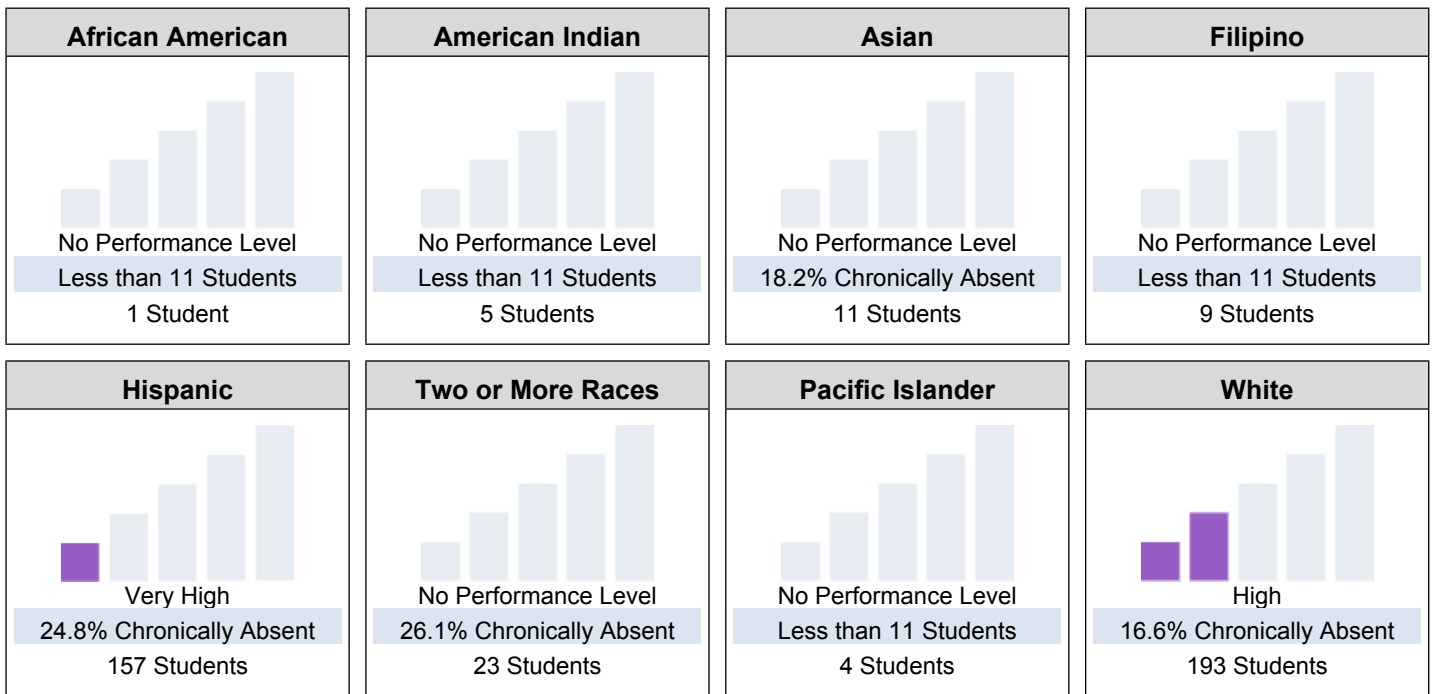 African American
No Performance Level
Less than 11 Students
1 Student
American Indian
No Performance Level
Less than 11 Students
5 Students
Asian
No Performance Level
18.2% Chronically Absent
11 Students
Filipino
No Performance Level
Less than 11 Students
9 Students
Hispanic
Very High
24.8% Chronically Absent
157 Students
Two or More Races
No Performance Level
26.1% Chronically Absent
23 Students
Pacific Islander
No Performance Level
Less than 11 Students
4 Students
White
High
16.6% Chronically Absent
193 Students